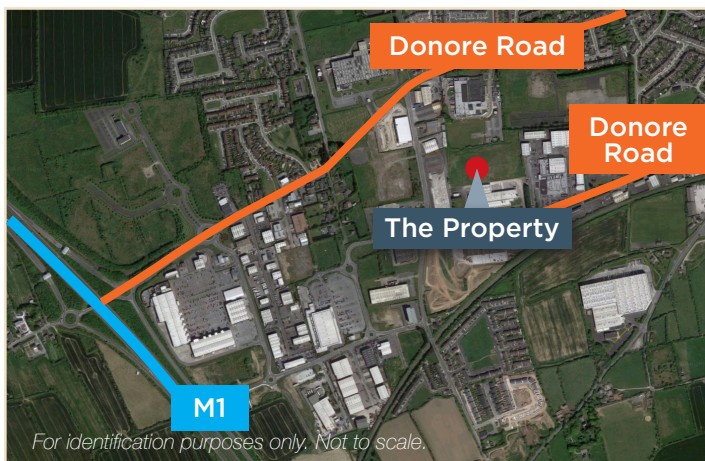 Donore Road
Donore
Road
The Property
M1
For identification purposes only. Not to scale.